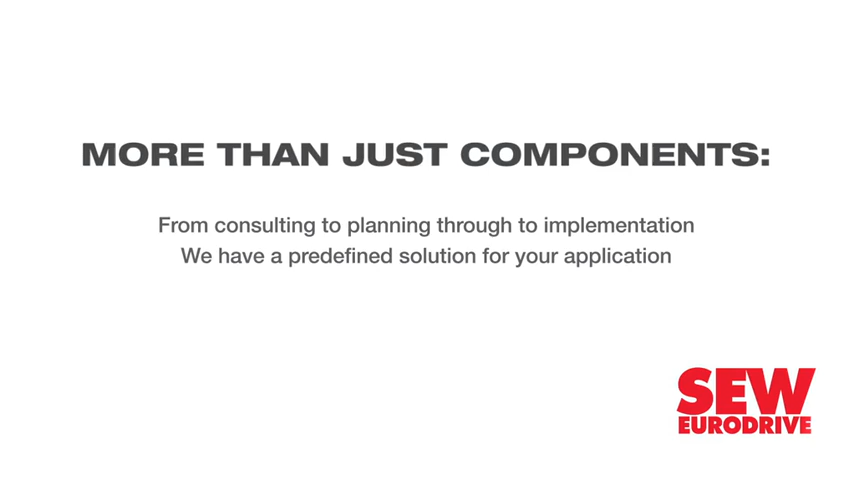 MORE THAN JUST COMPONENTS:
From consulting to planning through to implementation
We have a predefined solution for your application
SEW
EURODRIVE